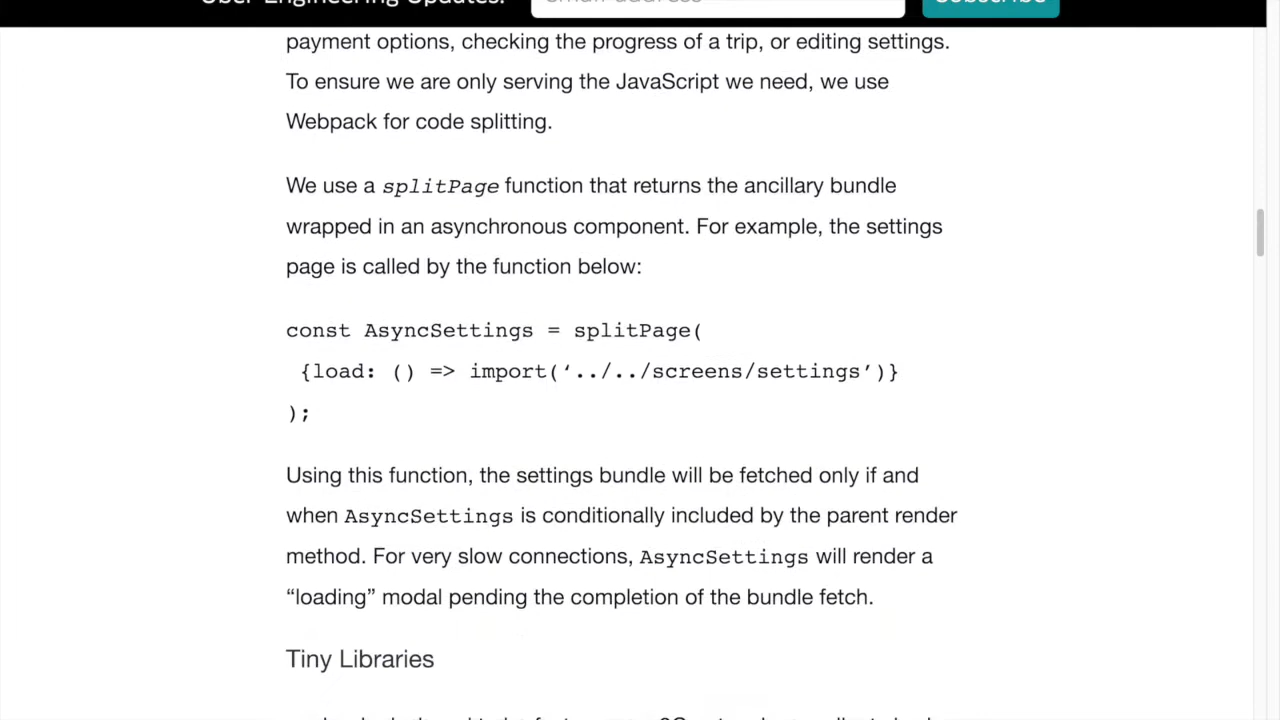 Uber Engineering Updates:
Email address
Subscribe
payment options, checking the progress of a trip, or editing settings.
To ensure we are only serving the JavaScript we need, we use
Webpack for code splitting.
We use a splitPage function that returns the ancillary bundle
wrapped in an asynchronous component. For example, the settings
page is called by the function below:
const AsyncSettings = splitPage(
{load: () => import(‘../../screens/settings’)}
);
Using this function, the settings bundle will be fetched only if and
when AsyncSettings is conditionally included by the parent render
method. For very slow connections, AsyncSettings will render a
“loading” modal pending the completion of the bundle fetch.
Tiny Libraries